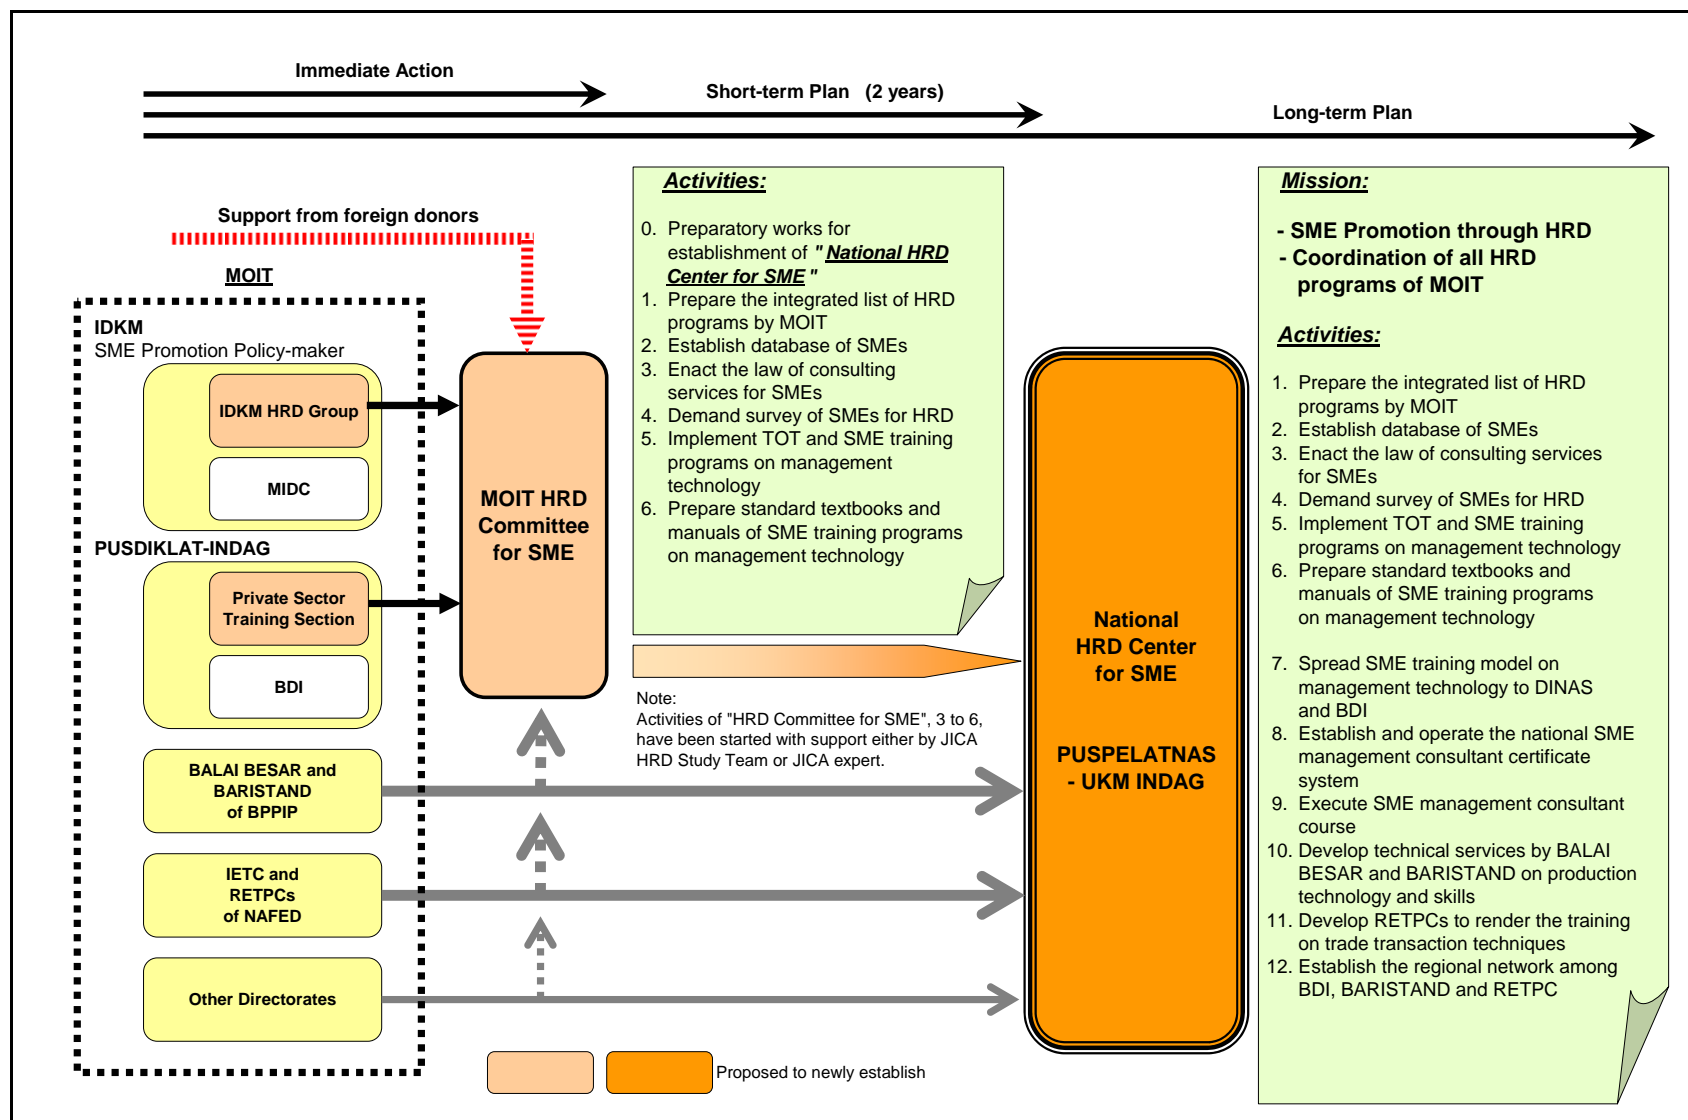 Immediate Action
Short-term Plan (2 years)
Long-term Plan
Support from foreign donors
MOIT
IDKM
SME Promotion Policy-maker
IDKM HRD Group
MIDC
PUSDIKLAT-INDAG
Private Sector
Training Section
BDI
BALAI BESAR and
BARISTAND
of BPPIP
IETC and
RETPCs
of NAFED
Other Directorates
MOIT HRD
Committee
for SME
Activities:
0. Preparatory works for
establishment of " National HRD
Center for SME "
1. Prepare the integrated list of HRD
programs by MOIT
2. Establish database of SMEs
3. Enact the law of consulting
services for SMEs
4. Demand survey of SMEs for HRD
5. Implement TOT and SME training
programs on management
technology
6. Prepare standard textbooks and
manuals of SME training programs
on management technology
Note:
Activities of "HRD Committee for SME", 3 to 6,
have been started with support either by JICA
HRD Study Team or JICA expert.
National
HRD Center
for SME
PUSPELATNAS
- UKM INDAG
Mission:
- SME Promotion through HRD
- Coordination of all HRD
programs of MOIT
Activities:
1. Prepare the integrated list of HRD
programs by MOIT
2. Establish database of SMEs
3. Enact the law of consulting services
for SMEs
4. Demand survey of SMEs for HRD
5. Implement TOT and SME training
programs on management technology
6. Prepare standard textbooks and
manuals of SME training programs
on management technology
7. Spread SME training model on
management technology to DINAS
and BDI
8. Establish and operate the national SME
management consultant certificate
system
9. Execute SME management consultant
course
10. Develop technical services by BALAI
BESAR and BARISTAND on production
technology and skills
11. Develop RETPCs to render the training
on trade transaction techniques
12. Establish the regional network among
BDI, BARISTAND and RETPC
Proposed to newly establish